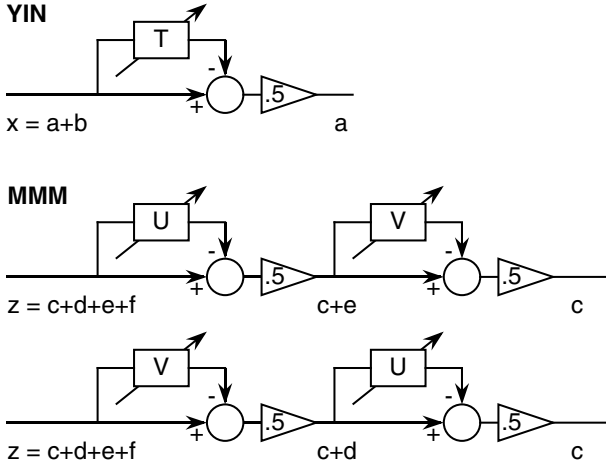 YIN
T
-
+
.5
x = a+b
a
MMM
U
V
-
-
+
.5
+
.5
z = c+d+e+f
c+e
c
V
U
-
-
+
.5
+
.5
z = c+d+e+f
c+d
c